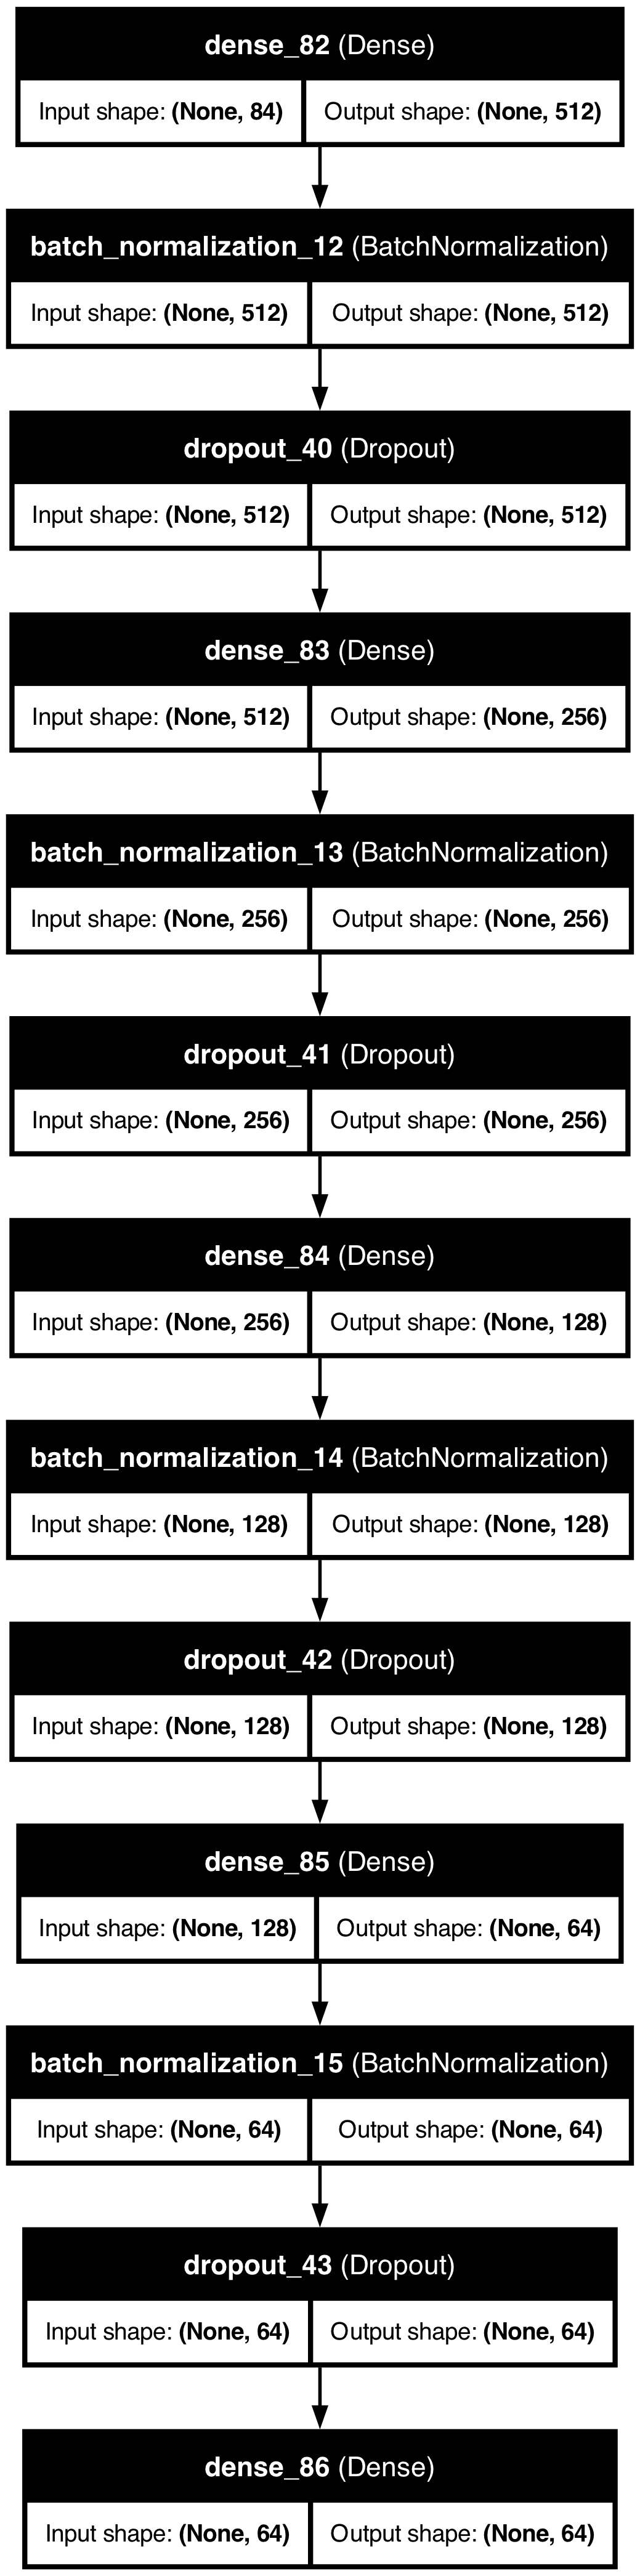 dense_82 (Dense)
Input shape: (None, 84) Output shape: (None, 512)
batch_normalization_12 (BatchNormalization)
Input shape: (None, 512) Output shape: (None, 512)
dropout_40 (Dropout)
Input shape: (None, 512) Output shape: (None, 512)
dense_83 (Dense)
Input shape: (None, 512) Output shape: (None, 256)
batch_normalization_13 (BatchNormalization)
Input shape: (None, 256) Output shape: (None, 256)
dropout_41 (Dropout)
Input shape: (None, 256) Output shape: (None, 256)
dense_84 (Dense)
Input shape: (None, 256) Output shape: (None, 128)
batch_normalization_14 (BatchNormalization)
Input shape: (None, 128) Output shape: (None, 128)
dropout_42 (Dropout)
Input shape: (None, 128) Output shape: (None, 128)
dense_85 (Dense)
Input shape: (None, 128) Output shape: (None, 64)
batch_normalization_15 (BatchNormalization)
Input shape: (None, 64) Output shape: (None, 64)
dropout_43 (Dropout)
Input shape: (None, 64) Output shape: (None, 64)
dense_86 (Dense)
Input shape: (None, 64) Output shape: (None, 64)